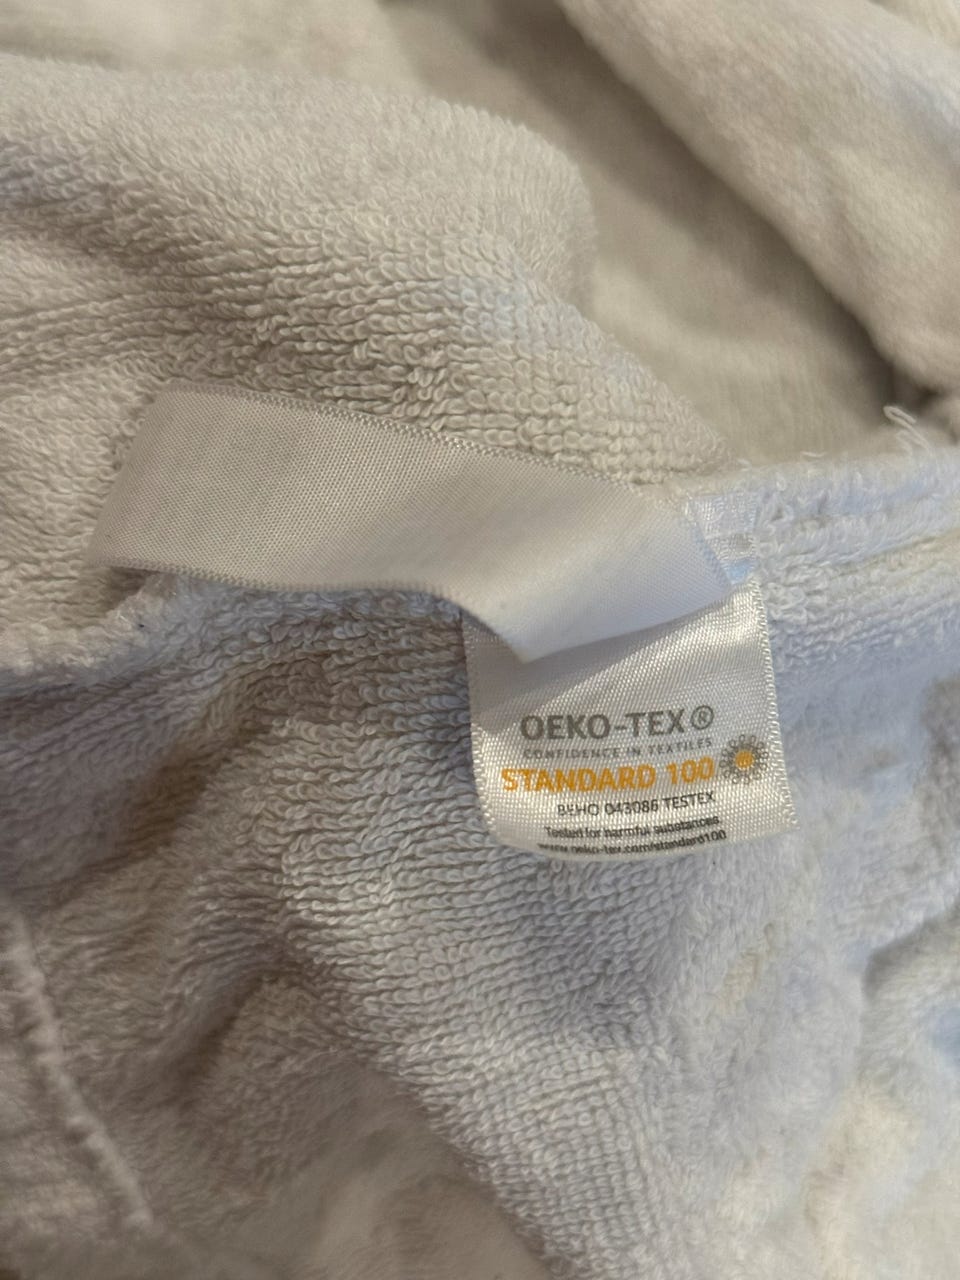 OEKO-TEX®
CONFIDENCE IN TEXTILES
STANDARD 100
BEHO 043086 TESTEX
Tested for harmful substances
www.oeko-tex.com/standard100